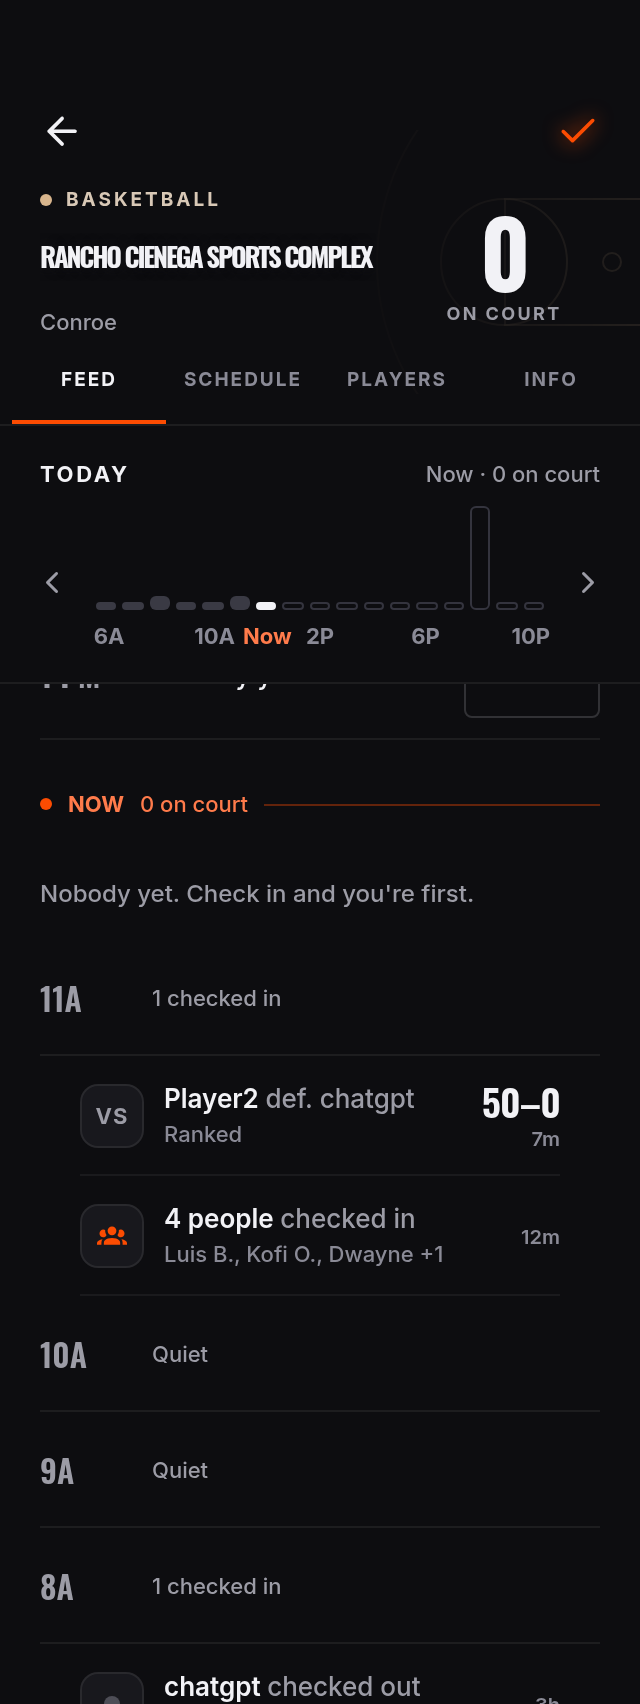 BASKETBALL
RANCHO CIENEGA SPORTS COMPLEX
Conroe
0
ON COURT
FEED SCHEDULE PLAYERS INFO
TODAY Now · 0 on court
6A 10A Now 2P 6P 10P
NOW 0 on court
Nobody yet. Check in and you're first.
11A 1 checked in
VS Player2 def. chatgpt 50–0
Ranked 7m
4 people checked in
Luis B., Kofi O., Dwayne +1 12m
10A Quiet
9A Quiet
8A 1 checked in
chatgpt checked out